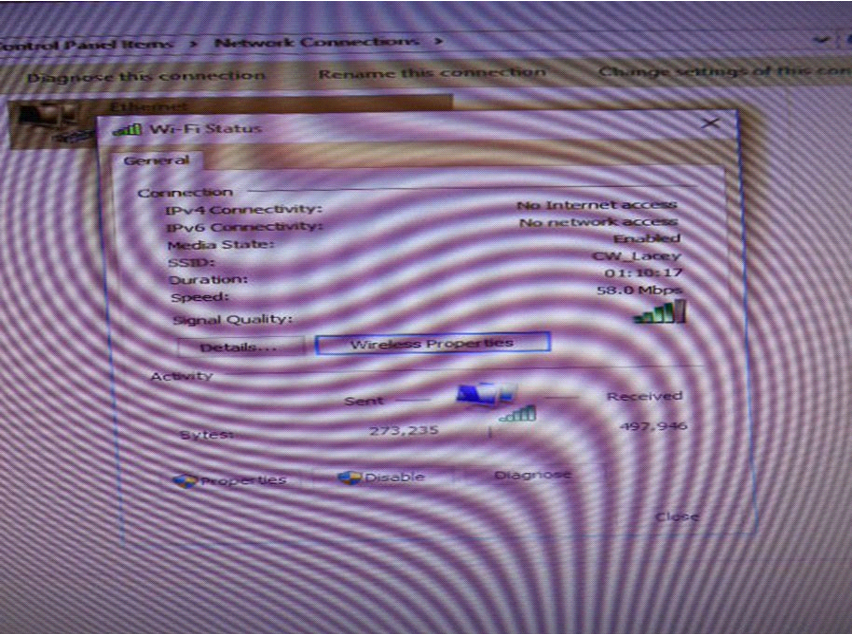 Control Panel Items > Network Connections >
Diagnose this connection Rename this connection Change settings of this con
Ethernet
Wi-Fi Status
General
Connection
IPv4 Connectivity: No Internet access
IPv6 Connectivity: No network access
Media State: Enabled
SSID: CW_Lacey
Duration: 01:10:17
Speed: 58.0 Mbps
Signal Quality:
Details... Wireless Properties
Activity
Sent Received
Bytes: 273,235 497,946
Properties Disable Diagnose
Close